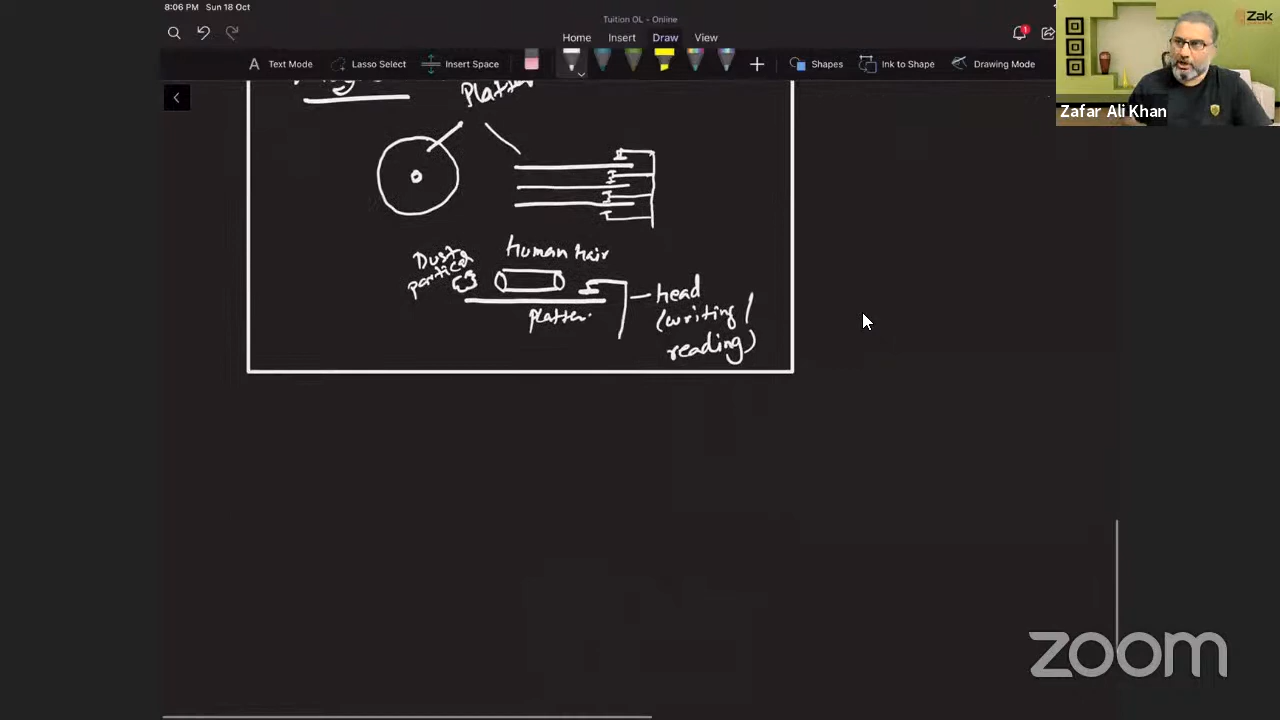 8:06 PM Sun 18 Oct
Tuition OL - Online
Home Insert Draw View
1
A Text Mode Lasso Select Insert Space Shapes Ink to Shape Drawing Mode
Zak
Zafar Ali Khan
Platter
Human hair
Dust
particle
head
(writing/
reading)
platter
zoom